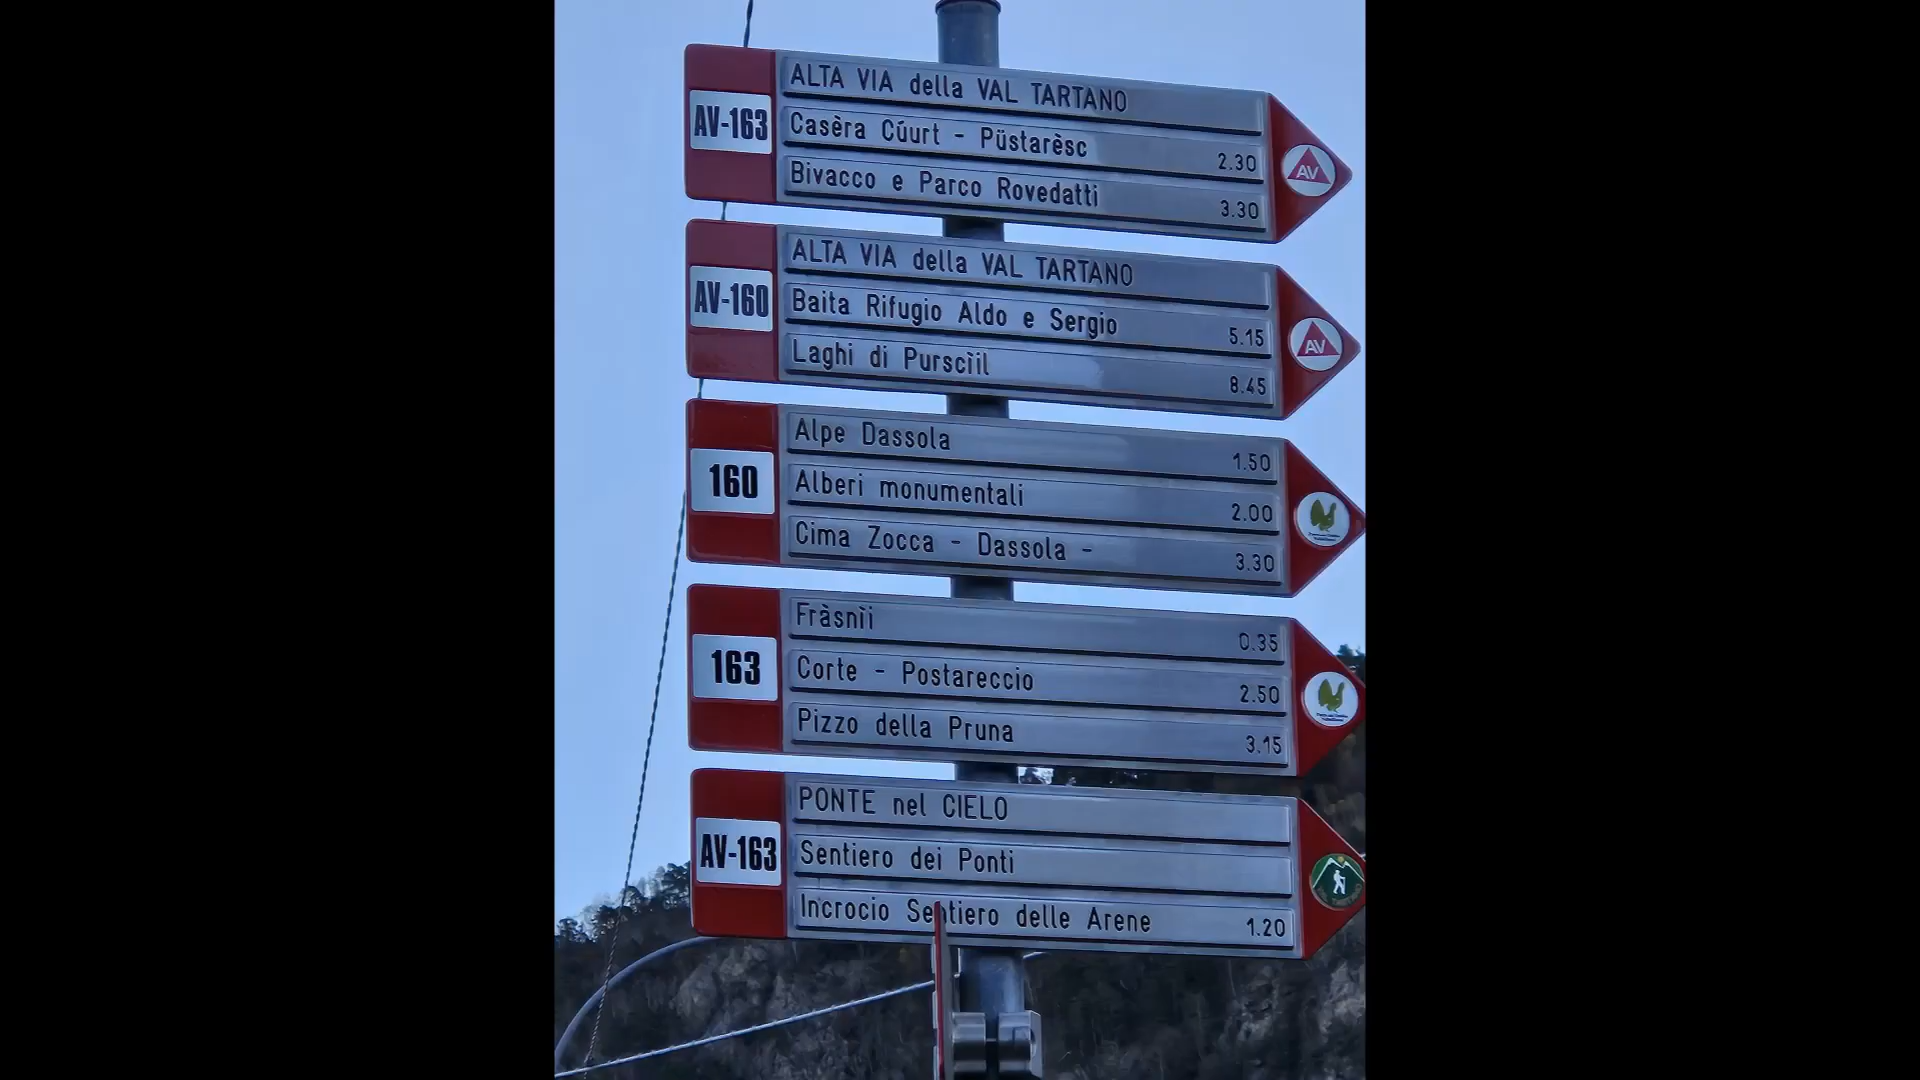 ALTA VIA della VAL TARTANO
AV-163
Casèra Cúurt - Püstarèsc 2.30
Bivacco e Parco Rovedatti 3.30
AV
ALTA VIA della VAL TARTANO
AV-160
Baita Rifugio Aldo e Sergio 5.15
Laghi di Purscìil 8.45
AV
Alpe Dassola 1.50
160
Alberi monumentali 2.00
Cima Zocca - Dassola - 3.30
Fràsnìi 0.35
163
Corte - Postareccio 2.50
Pizzo della Pruna 3.15
PONTE nel CIELO
AV-163
Sentiero dei Ponti
Incrocio Sentiero delle Arene 1.20